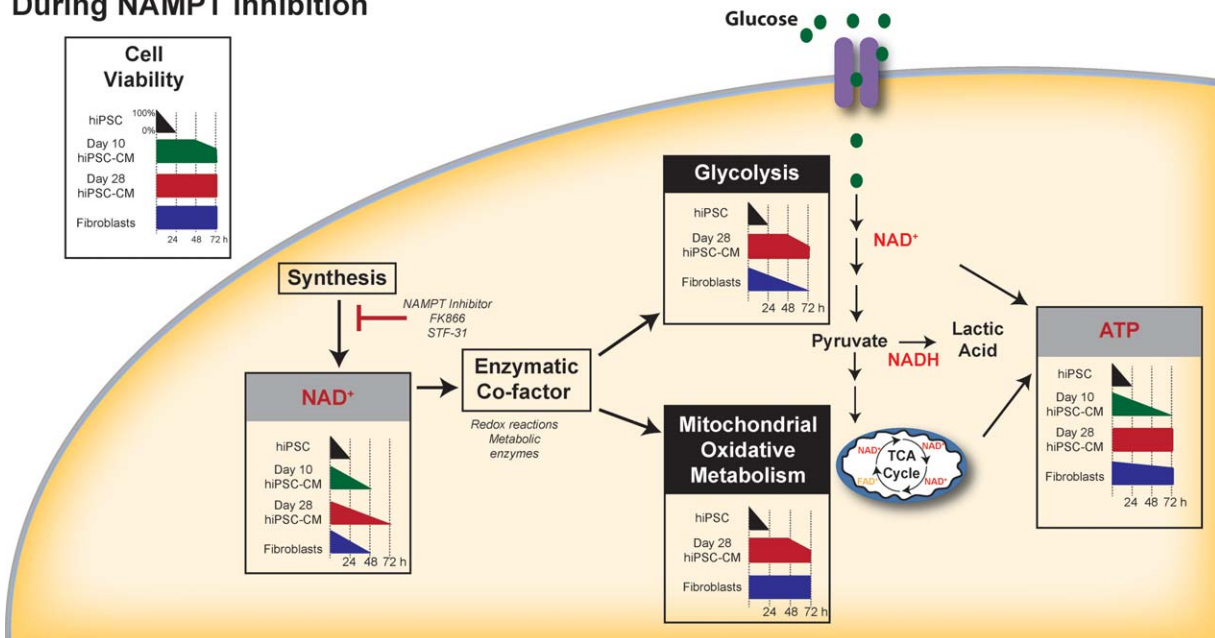 During NAMPT Inhibition
Cell
Viability
hiPSC
100%
0%
Day 10
hiPSC-CM
Day 28
hiPSC-CM
Fibroblasts
24 48 72 h
Glucose
Synthesis
NAMPT Inhibitor
FK866
STF-31
NAD⁺
hiPSC
Day 10
hiPSC-CM
Day 28
hiPSC-CM
Fibroblasts
24 48 72 h
Enzymatic
Co-factor
Redox reactions
Metabolic
enzymes
Glycolysis
hiPSC
Day 28
hiPSC-CM
Fibroblasts
24 48 72 h
Mitochondrial
Oxidative
Metabolism
hiPSC
Day 28
hiPSC-CM
Fibroblasts
24 48 72 h
NAD⁺
Pyruvate
NADH
Lactic
Acid
NAD⁺
NAD⁺
TCA
Cycle
FAD⁺
NAD⁺
ATP
hiPSC
Day 10
hiPSC-CM
Day 28
hiPSC-CM
Fibroblasts
24 48 72 h